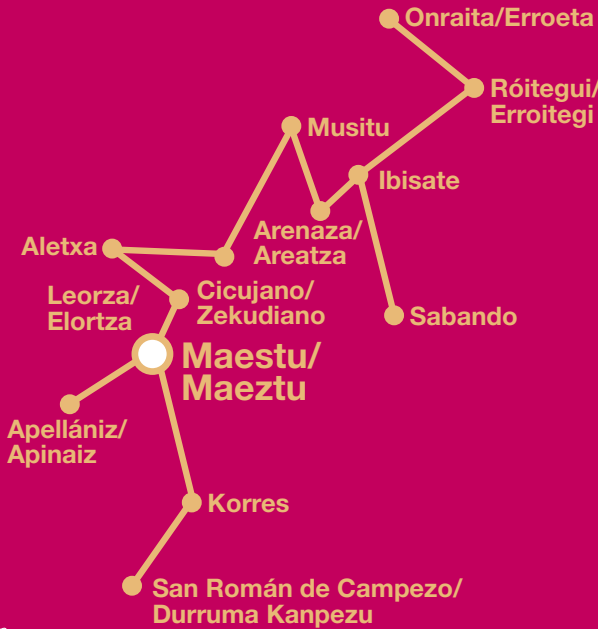 Onraita/Erroeta
Róitegui/
Erroitegi
Musitu
Ibisate
Arenaza/
Areatza
Aletxa
Leorza/
Elortza
Cicujano/
Zekudiano
Sabando
Maestu/
Maeztu
Apellániz/
Apinaiz
Korres
San Román de Campezo/
Durruma Kanpezu